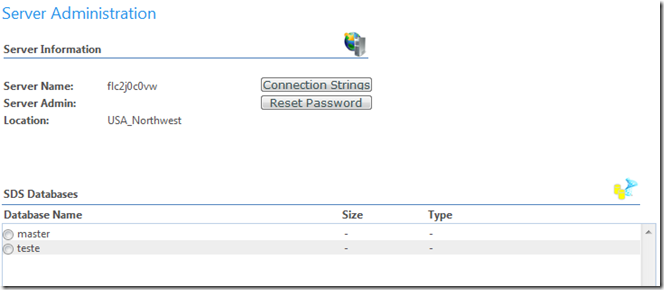 Server Administration
Server Information
Server Name: flc2j0c0vw Connection Strings
Server Admin: Reset Password
Location: USA_Northwest
SDS Databases
Database Name Size Type
master - -
teste - -